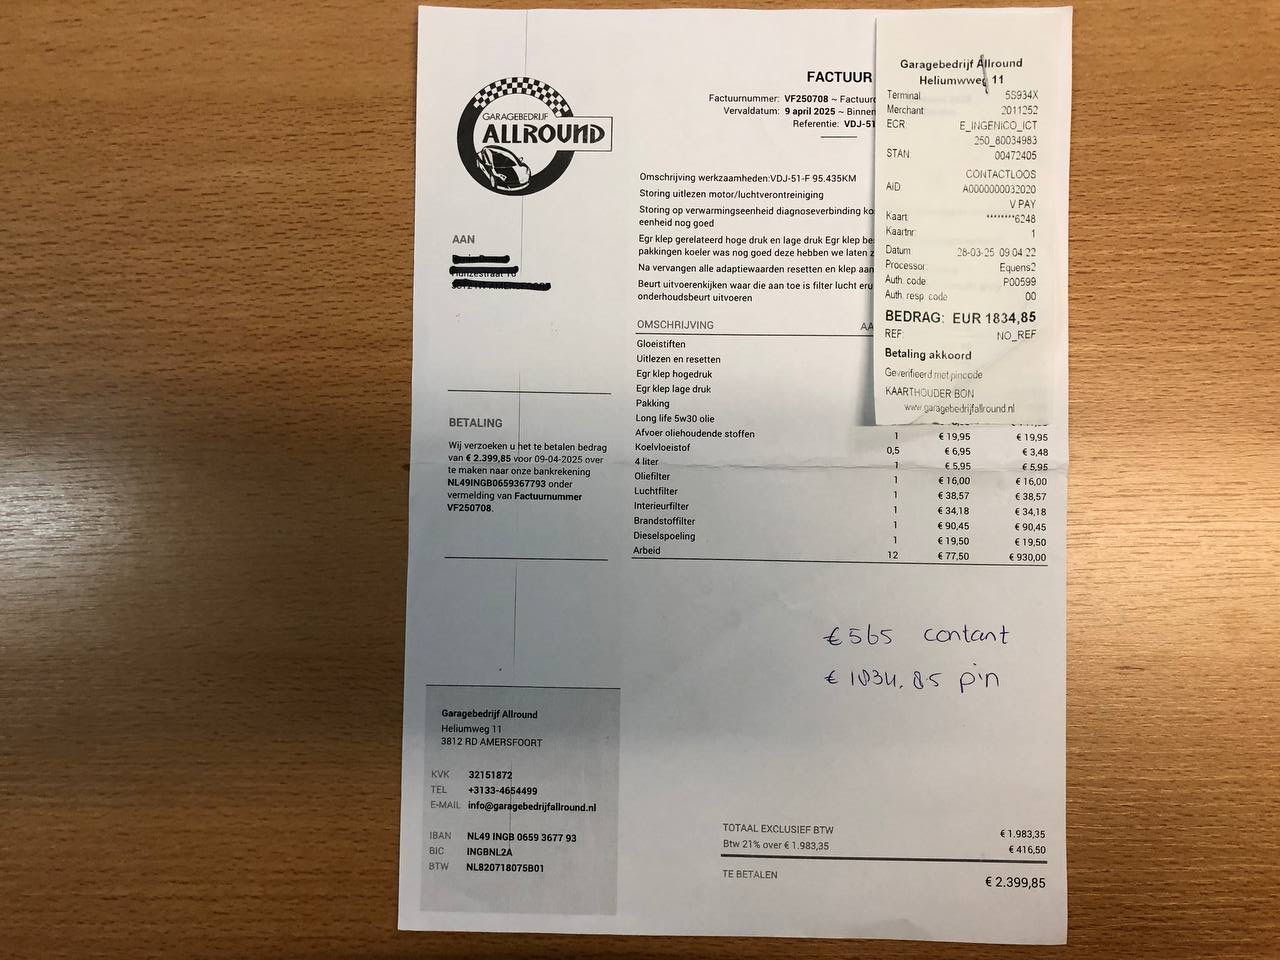 GARAGEBEDRIJF
ALLROUND
FACTUUR
Factuurnummer: VF250708 ~ Factuurd
Vervaldatum: 9 april 2025 ~ Binnen
Referentie: VDJ-51
Omschrijving werkzaamheden:VDJ-51-F 95.435KM
Storing uitlezen motor/luchtverontreiniging
Storing op verwarmingseenheid diagnoseverbinding ko
eenheid nog goed
Egr klep gerelateerd hoge druk en lage druk Egr klep be
pakkingen koeler was nog goed deze hebben we laten z
Na vervangen alle adaptiewaarden resetten en klep aan
Beurt uitvoerenkijken waar die aan toe is filter lucht eru
onderhoudsbeurt uitvoeren
AAN
OMSCHRIJVING AA
Gloeistiften
Uitlezen en resetten
Egr klep hogedruk
Egr klep lage druk
Pakking
Long life 5w30 olie
Afvoer oliehoudende stoffen 1 € 19,95 € 19,95
Koelvloeistof 0,5 € 6,95 € 3,48
4 liter 1 € 5,95 € 5,95
Oliefilter 1 € 16,00 € 16,00
Luchtfilter 1 € 38,57 € 38,57
Interieurfilter 1 € 34,18 € 34,18
Brandstoffilter 1 € 90,45 € 90,45
Dieselspoeling 1 € 19,50 € 19,50
Arbeid 12 € 77,50 € 930,00
BETALING
Wij verzoeken u het te betalen bedrag
van € 2.399,85 voor 09-04-2025 over
te maken naar onze bankrekening
NL49INGB0659367793 onder
vermelding van Factuurnummer
VF250708.
€ 565 contant
€ 1834.85 pin
Garagebedrijf Allround
Heliumweg 11
3812 RD AMERSFOORT
KVK 32151872
TEL +3133-4654499
E-MAIL info@garagebedrijfallround.nl
IBAN NL49 INGB 0659 3677 93
BIC INGBNL2A
BTW NL820718075B01
TOTAAL EXCLUSIEF BTW € 1.983,35
Btw 21% over € 1.983,35 € 416,50
TE BETALEN € 2.399,85
Garagebedrijf Allround
Heliumwweg 11
Terminal 5S934X
Merchant 2011252
ECR E_INGENICO_ICT
250_80034983
STAN 00472405
CONTACTLOOS
AID A0000000032020
V PAY
Kaart ********6248
Kaartnr 1
Datum 28-03-25 09:04:22
Processor Equens2
Auth. code P00599
Auth. resp. code 00
BEDRAG: EUR 1834,85
REF: NO_REF
Betaling akkoord
Geverifieerd met pincode
KAARTHOUDER BON
www.garagebedrijfallround.nl